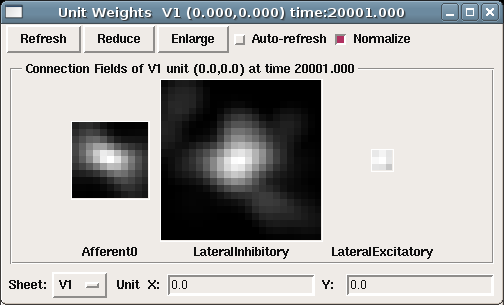 Unit Weights V1 (0.000,0.000) time:20001.000
Refresh Reduce Enlarge Auto-refresh Normalize
Connection Fields of V1 unit (0.0,0.0) at time 20001.000
Afferent0 LateralInhibitory LateralExcitatory
Sheet: V1 Unit X: 0.0 Y: 0.0